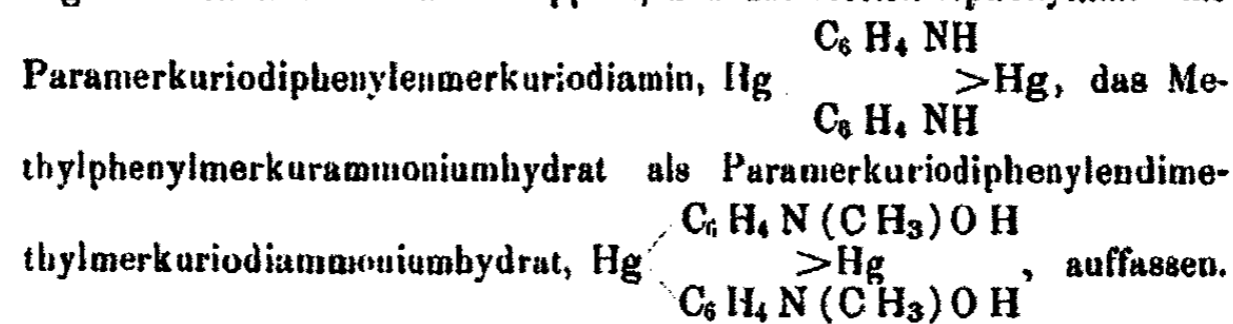 C₆ H₄ NH
Paramerkuriodiphenylenmerkuriodiamin, Hg >Hg, das Me-
C₆ H₄ NH
thylphenylmerkurammoniumhydrat als Paramerkuriodiphenylendime-
C₆ H₄ N (C H₃) O H
thylmerkuriodiammoniumhydrat, Hg >Hg , auffassen.
C₆ H₄ N (C H₃) O H